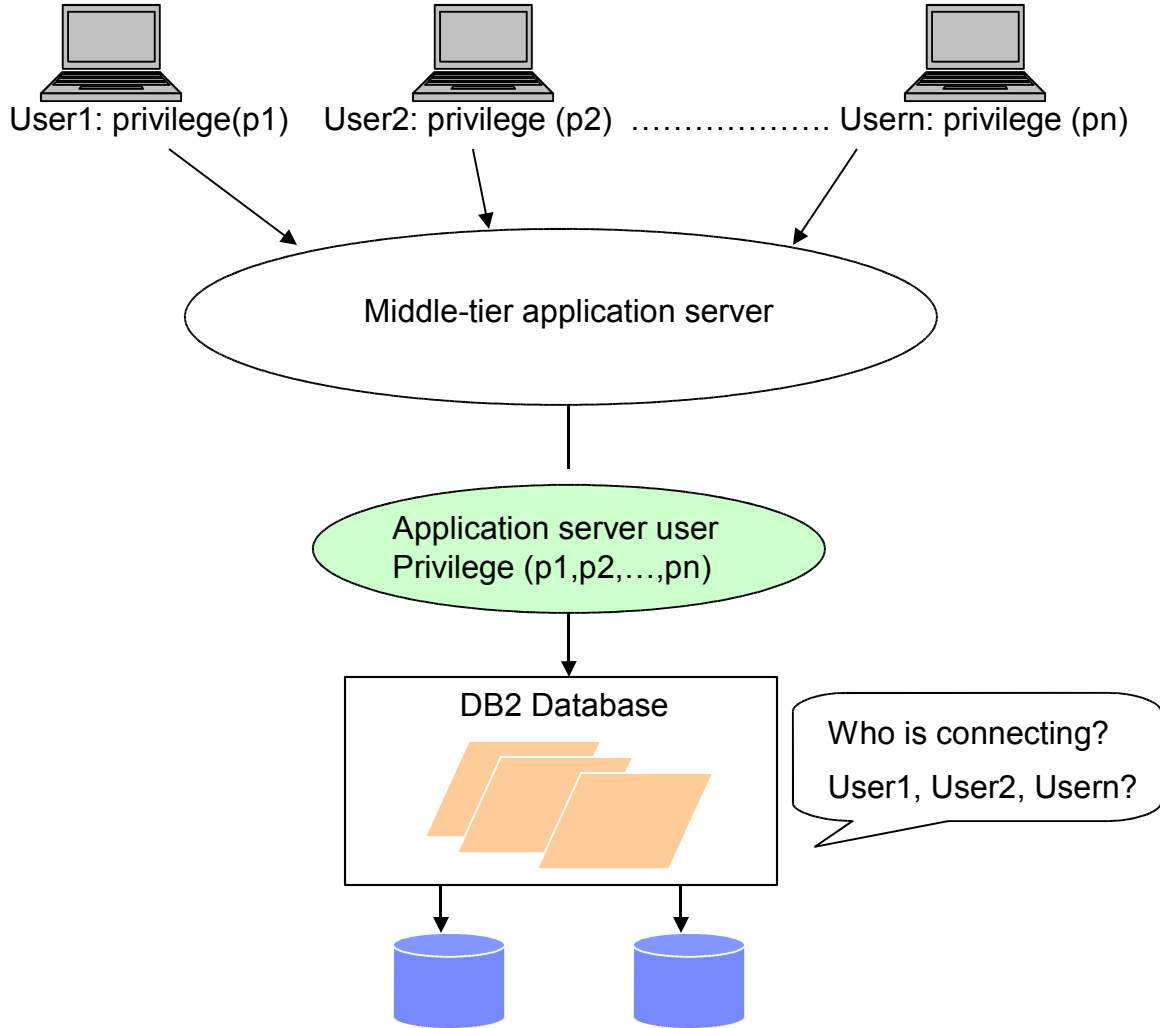 User1: privilege(p1) User2: privilege (p2) ……………….. Usern: privilege (pn)
Middle-tier application server
Application server user
Privilege (p1,p2,…,pn)
DB2 Database
Who is connecting?
User1, User2, Usern?